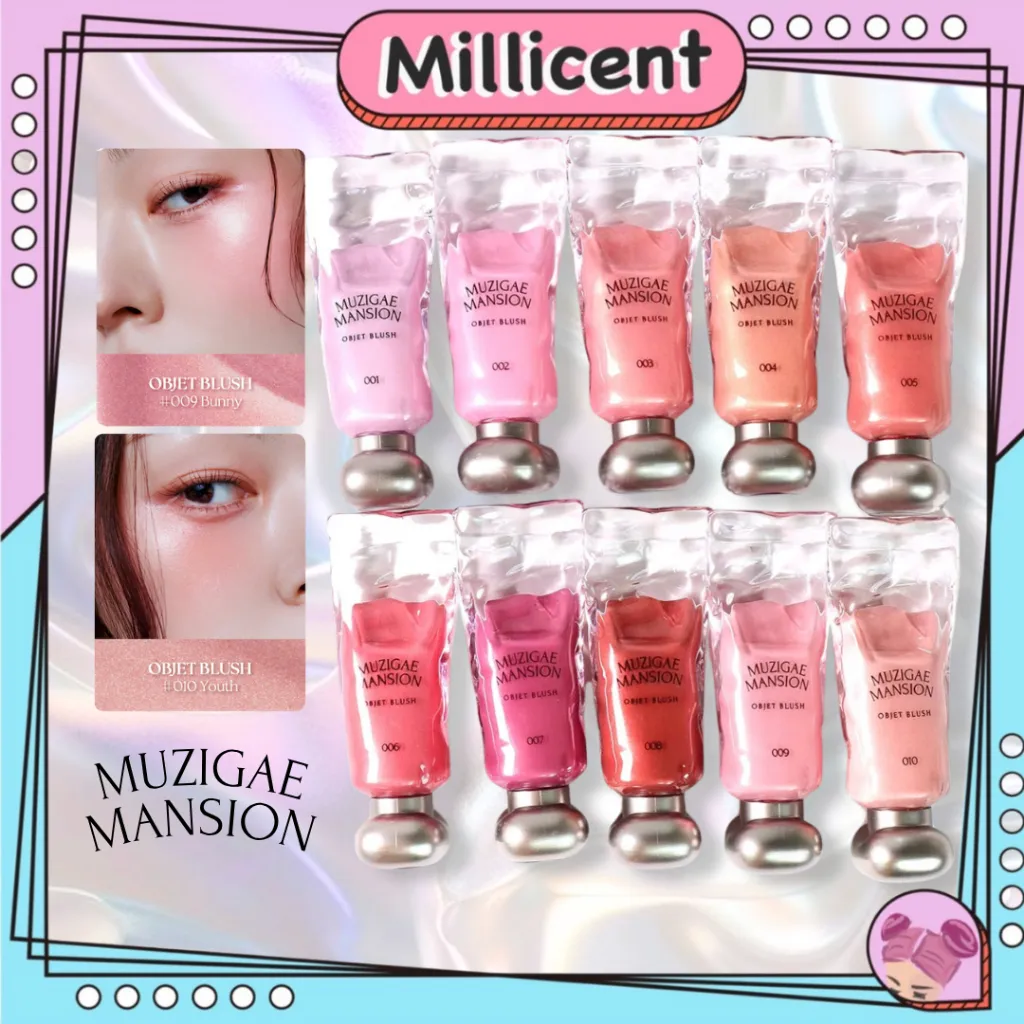 Millicent
OBJET BLUSH
#009 Bunny
OBJET BLUSH
#010 Youth
MUZIGAE
MANSION
MUZIGAE
MANSION
OBJET BLUSH
001
MUZIGAE
MANSION
OBJET BLUSH
002
MUZIGAE
MANSION
OBJET BLUSH
003
MUZIGAE
MANSION
OBJET BLUSH
004
MUZIGAE
MANSION
OBJET BLUSH
005
MUZIGAE
MANSION
OBJET BLUSH
006
MUZIGAE
MANSION
OBJET BLUSH
007
MUZIGAE
MANSION
OBJET BLUSH
008
MUZIGAE
MANSION
OBJET BLUSH
009
MUZIGAE
MANSION
OBJET BLUSH
010